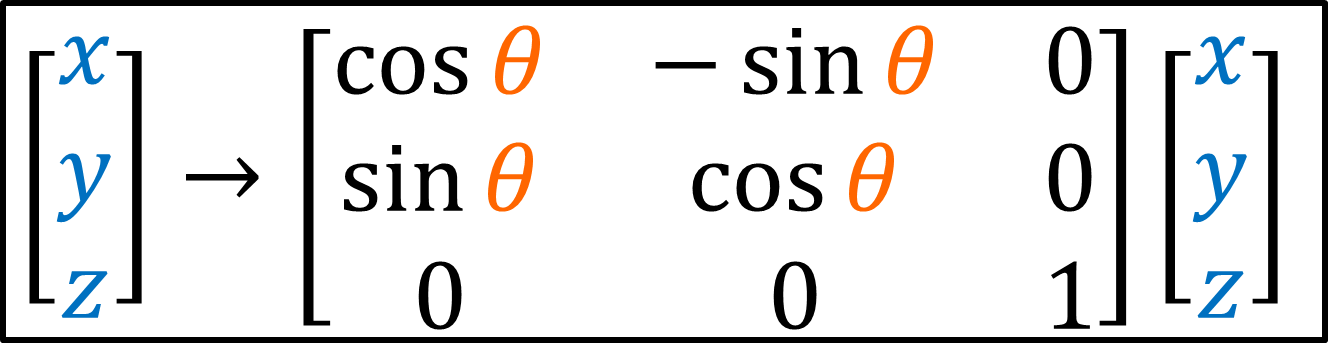 [x y z] → [cos θ − sin θ 0
sin θ cos θ 0
0 0 1] [x y z]